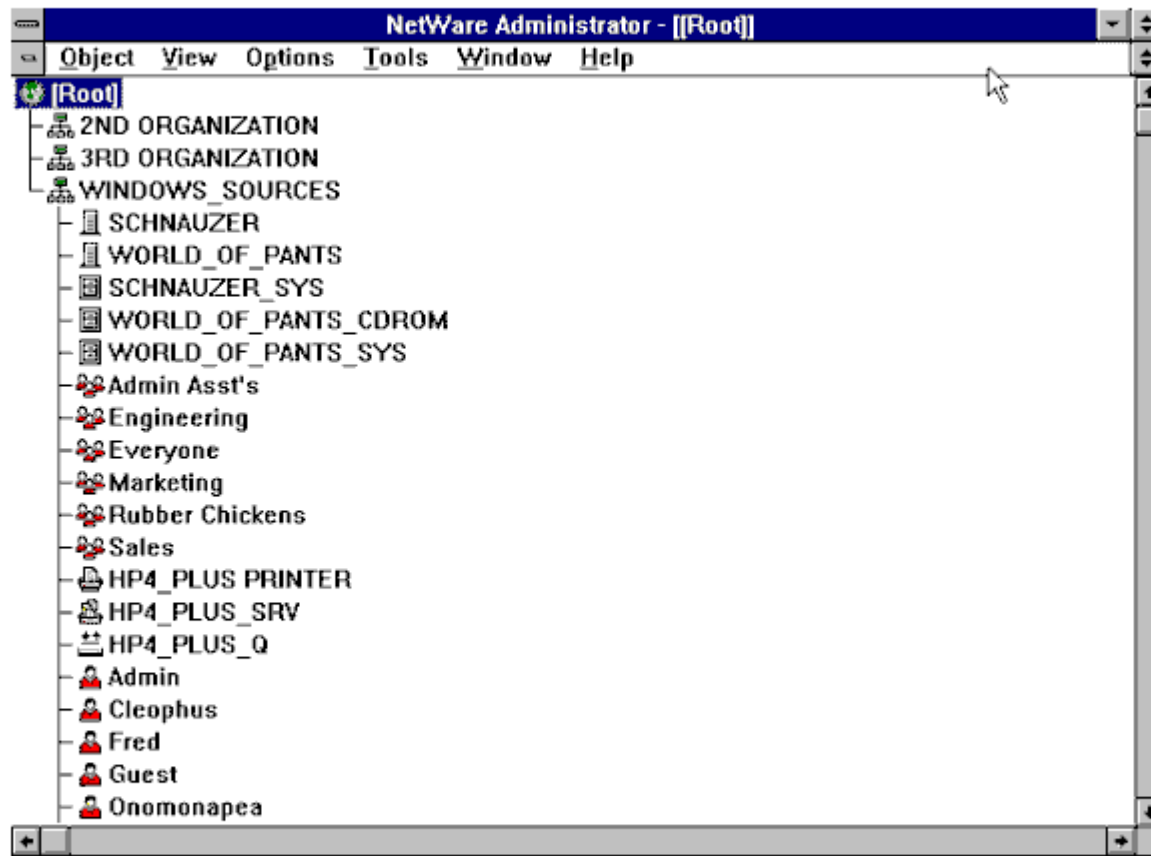 NetWare Administrator - [[Root]]
Object View Options Tools Window Help
[Root]
2ND ORGANIZATION
3RD ORGANIZATION
WINDOWS_SOURCES
SCHNAUZER
WORLD_OF_PANTS
SCHNAUZER_SYS
WORLD_OF_PANTS_CDROM
WORLD_OF_PANTS_SYS
Admin Asst's
Engineering
Everyone
Marketing
Rubber Chickens
Sales
HP4_PLUS PRINTER
HP4_PLUS_SRV
HP4_PLUS_Q
Admin
Cleophus
Fred
Guest
Onomonapea